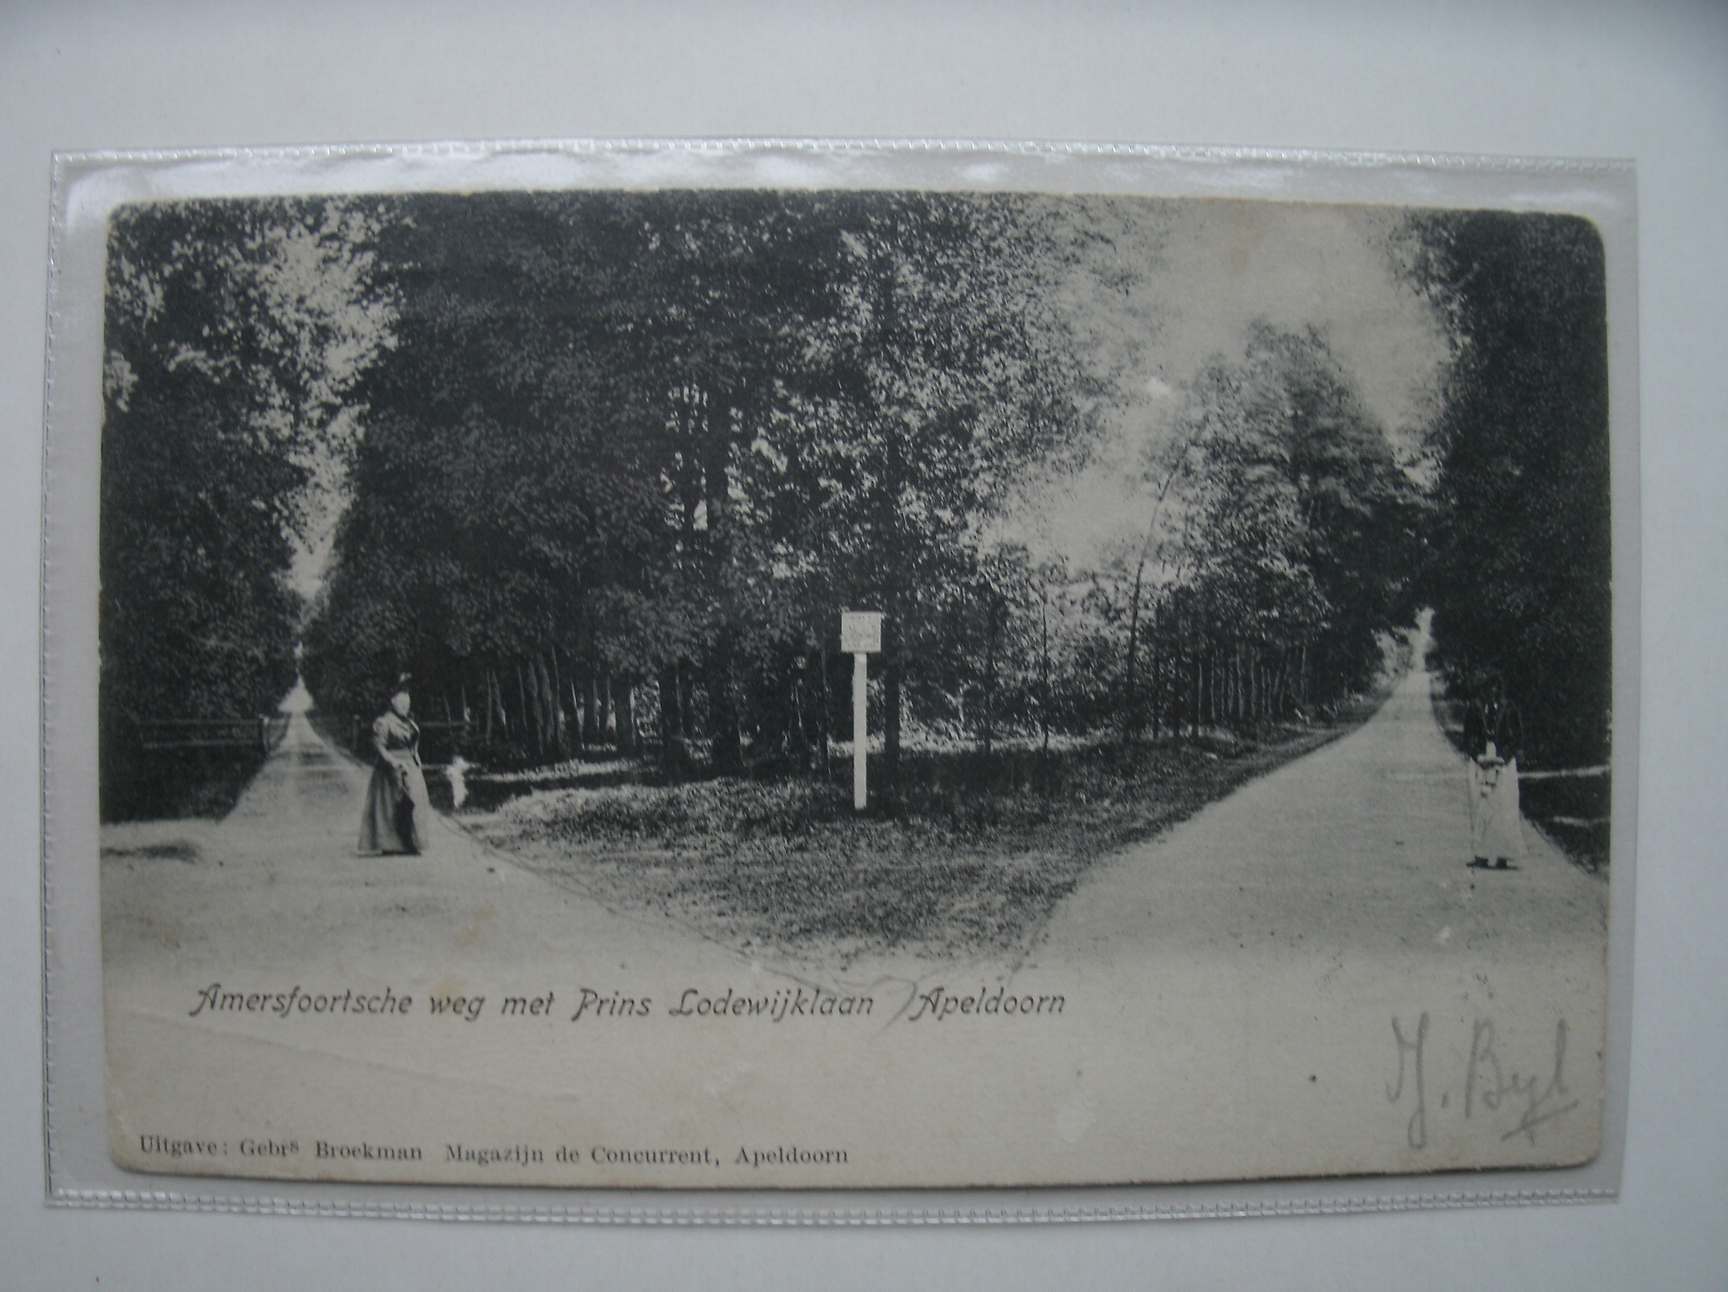 Amersfoortsche weg met Prins Lodewijklaan Apeldoorn
J. Byl
Uitgave: Gebrs Broekman Magazijn de Concurrent, Apeldoorn